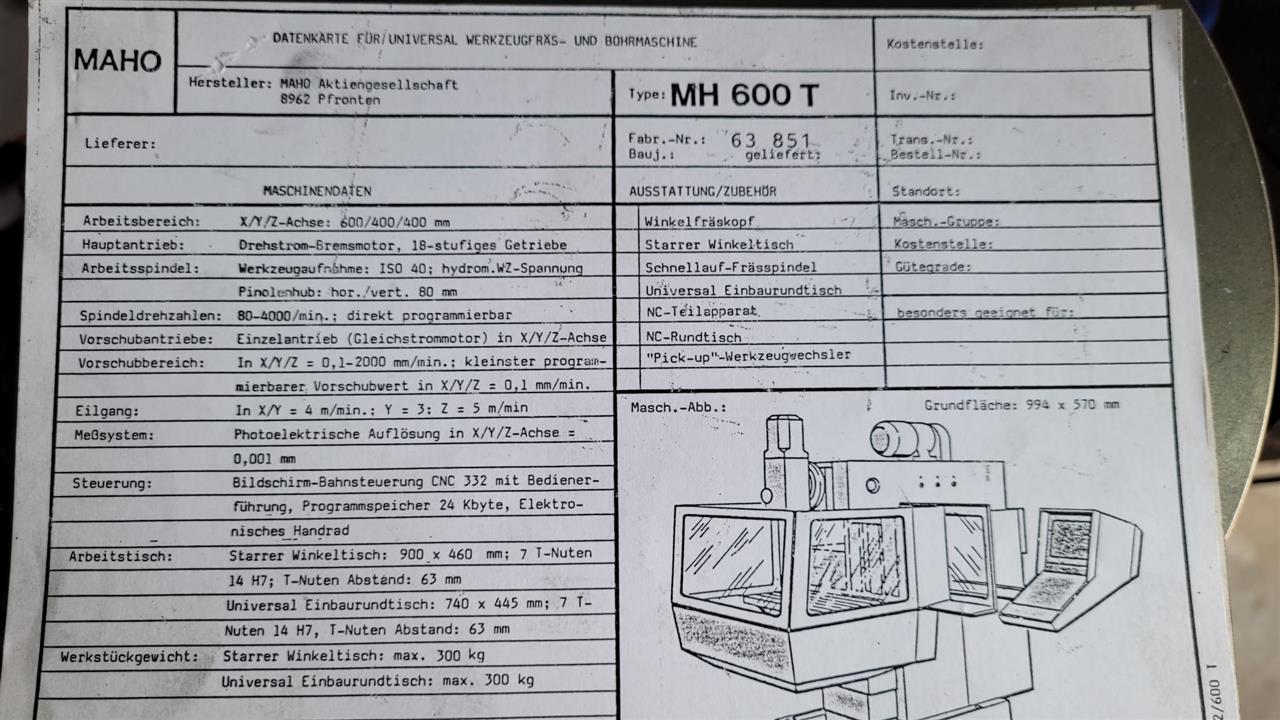 MAHO
DATENKARTE FÜR/UNIVERSAL WERKZEUGFRÄS- UND BOHRMASCHINE
Kostenstelle:
Hersteller: MAHO Aktiengesellschaft
8962 Pfronten
Type: MH 600 T
Inv.-Nr.:
Lieferer:
Fabr.-Nr.: 63 851
Bauj.: geliefert:
Trans.-Nr.:
Bestell-Nr.:
MASCHINENDATEN
AUSSTATTUNG/ZUBEHÖR
Standort:
Arbeitsbereich: X/Y/Z-Achse: 600/400/400 mm
Hauptantrieb: Drehstrom-Bremsmotor, 18-stufiges Getriebe
Arbeitsspindel: Werkzeugaufnahme: ISO 40; hydrom.WZ-Spannung
Pinolenhub: hor./vert. 80 mm
Spindeldrehzahlen: 80-4000/min.; direkt programmierbar
Vorschubantriebe: Einzelantrieb (Gleichstrommotor) in X/Y/Z-Achse
Vorschubbereich: In X/Y/Z = 0,1-2000 mm/min.; kleinster program-
mierbarer Vorschubwert in X/Y/Z = 0,1 mm/min.
Eilgang: In X/Y = 4 m/min.; Y = 3; Z = 5 m/min
Meßsystem: Photoelektrische Auflösung in X/Y/Z-Achse =
0,001 mm
Steuerung: Bildschirm-Bahnsteuerung CNC 332 mit Bediener-
führung, Programmspeicher 24 Kbyte, Elektro-
nisches Handrad
Arbeitstisch: Starrer Winkeltisch: 900 x 460 mm; 7 T-Nuten
14 H7; T-Nuten Abstand: 63 mm
Universal Einbaurundtisch: 740 x 445 mm; 7 T-
Nuten 14 H7, T-Nuten Abstand: 63 mm
Werkstückgewicht: Starrer Winkeltisch: max. 300 kg
Universal Einbaurundtisch: max. 300 kg
Winkelfräskopf
Starrer Winkeltisch
Schnellauf-Frässpindel
Universal Einbaurundtisch
NC-Teilapparat
NC-Rundtisch
"Pick-up"-Werkzeugwechsler
Masch.-Gruppe:
Kostenstelle:
Gütegrade:
besonders geeignet für:
Masch.-Abb.:
Grundfläche: 994 x 570 mm
2/600 T